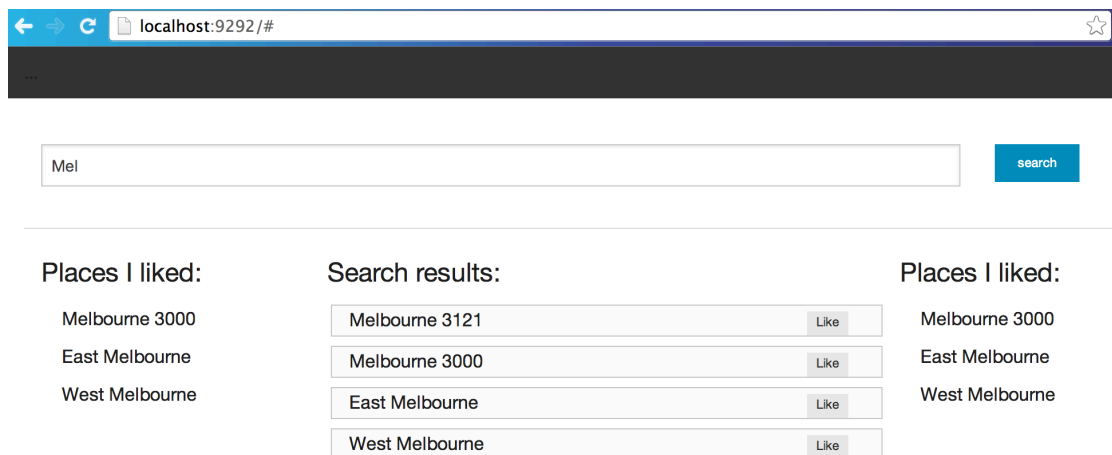 localhost:9292/#
...
Mel
search
Places I liked:
Melbourne 3000
East Melbourne
West Melbourne
Search results:
Melbourne 3121 Like
Melbourne 3000 Like
East Melbourne Like
West Melbourne Like
Places I liked:
Melbourne 3000
East Melbourne
West Melbourne